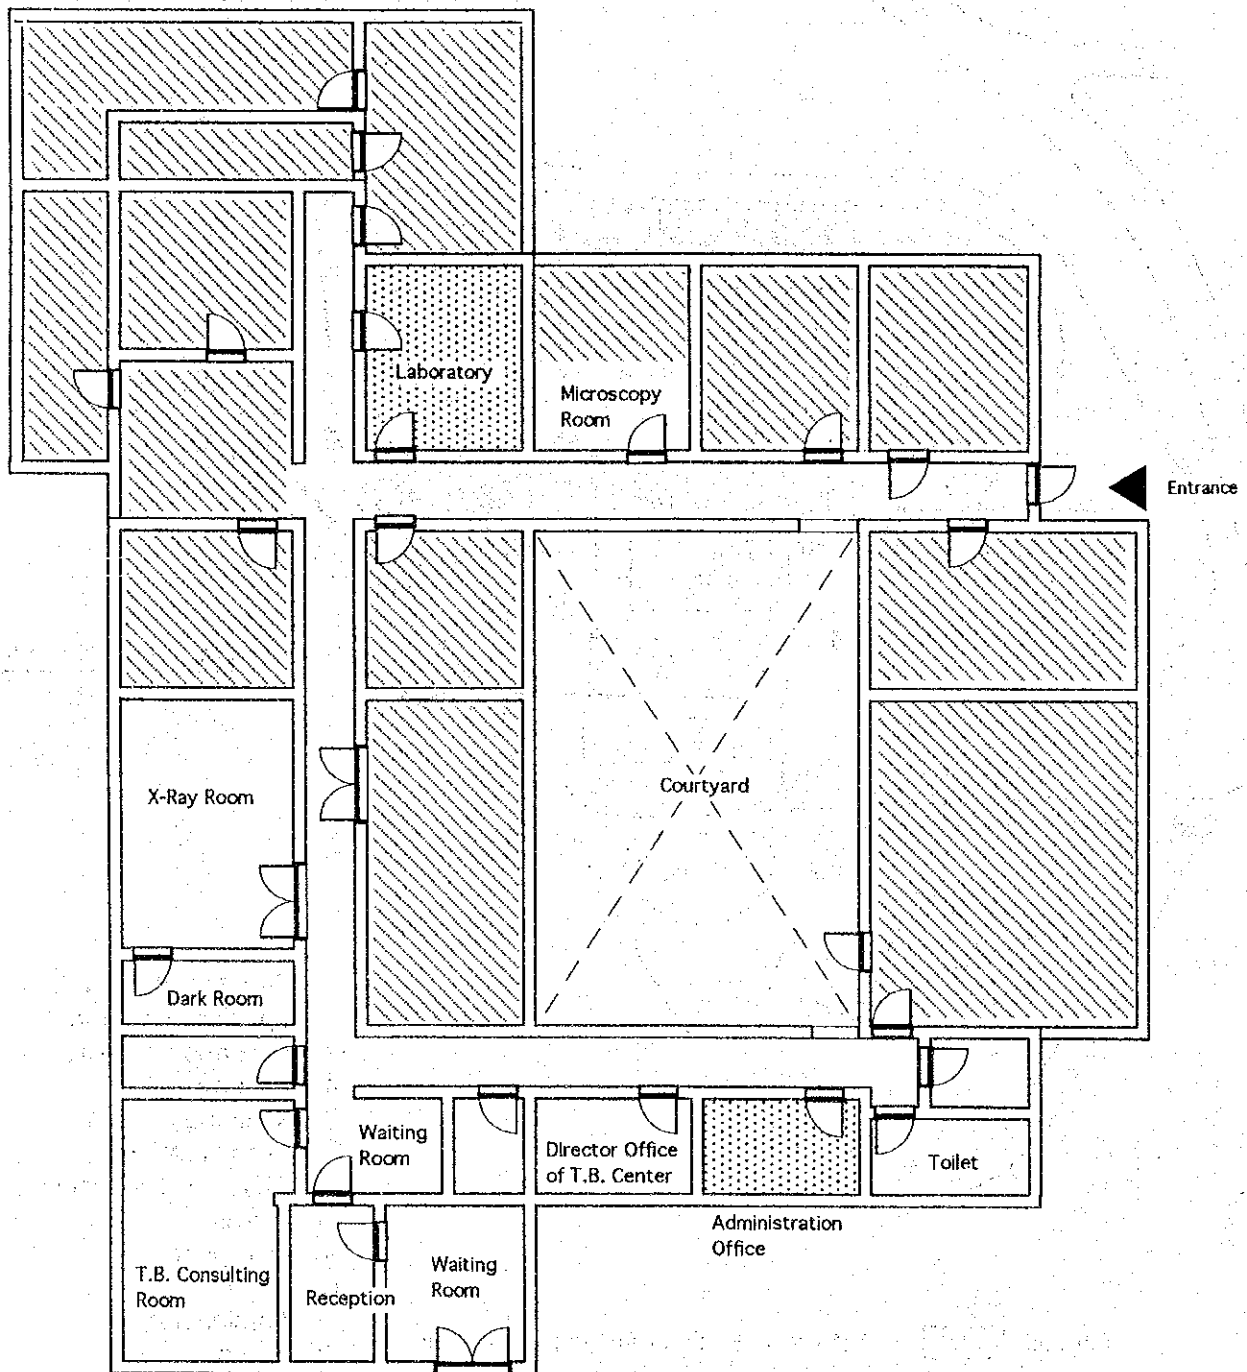 Laboratory
Microscopy
Room
Entrance
X-Ray Room
Courtyard
Dark Room
Waiting
Room
Director Office
of T.B. Center
Toilet
Administration
Office
T.B. Consulting
Room
Reception
Waiting
Room